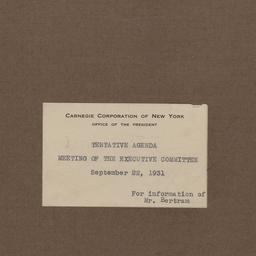 CARNEGIE CORPORATION OF NEW YORK
OFFICE OF THE PRESIDENT
TENTATIVE AGENDA
MEETING OF THE EXECUTIVE COMMITTEE
September 22, 1931
For information of
Mr. Bertram